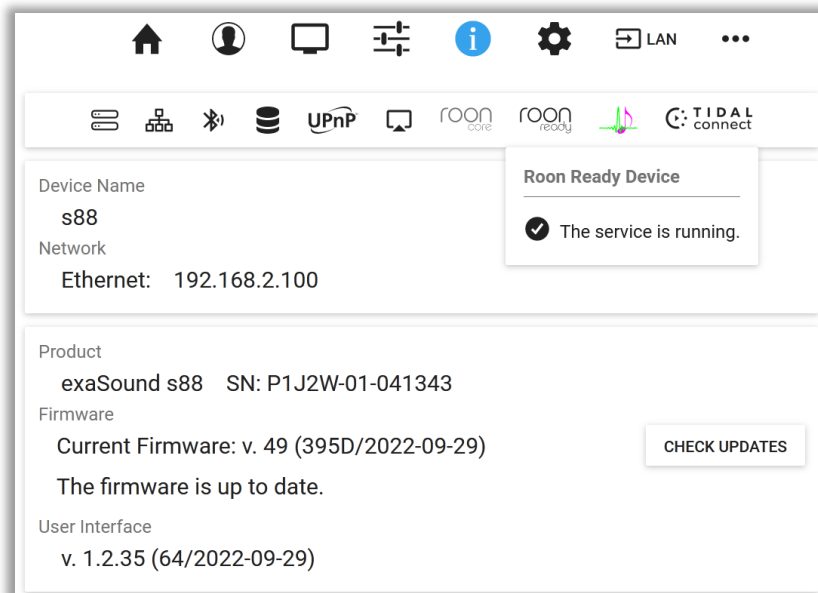 LAN
UPnP
roon core
roon ready
TIDAL connect
Roon Ready Device
The service is running.
Device Name
s88
Network
Ethernet: 192.168.2.100
Product
exaSound s88 SN: P1J2W-01-041343
Firmware
Current Firmware: v. 49 (395D/2022-09-29)
CHECK UPDATES
The firmware is up to date.
User Interface
v. 1.2.35 (64/2022-09-29)